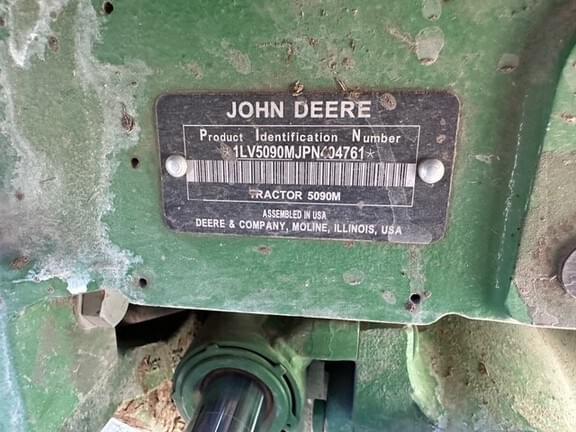 JOHN DEERE
Product Identification Number
*1LV5090MJPN404761*
TRACTOR 5090M
ASSEMBLED IN USA
DEERE & COMPANY, MOLINE, ILLINOIS, USA